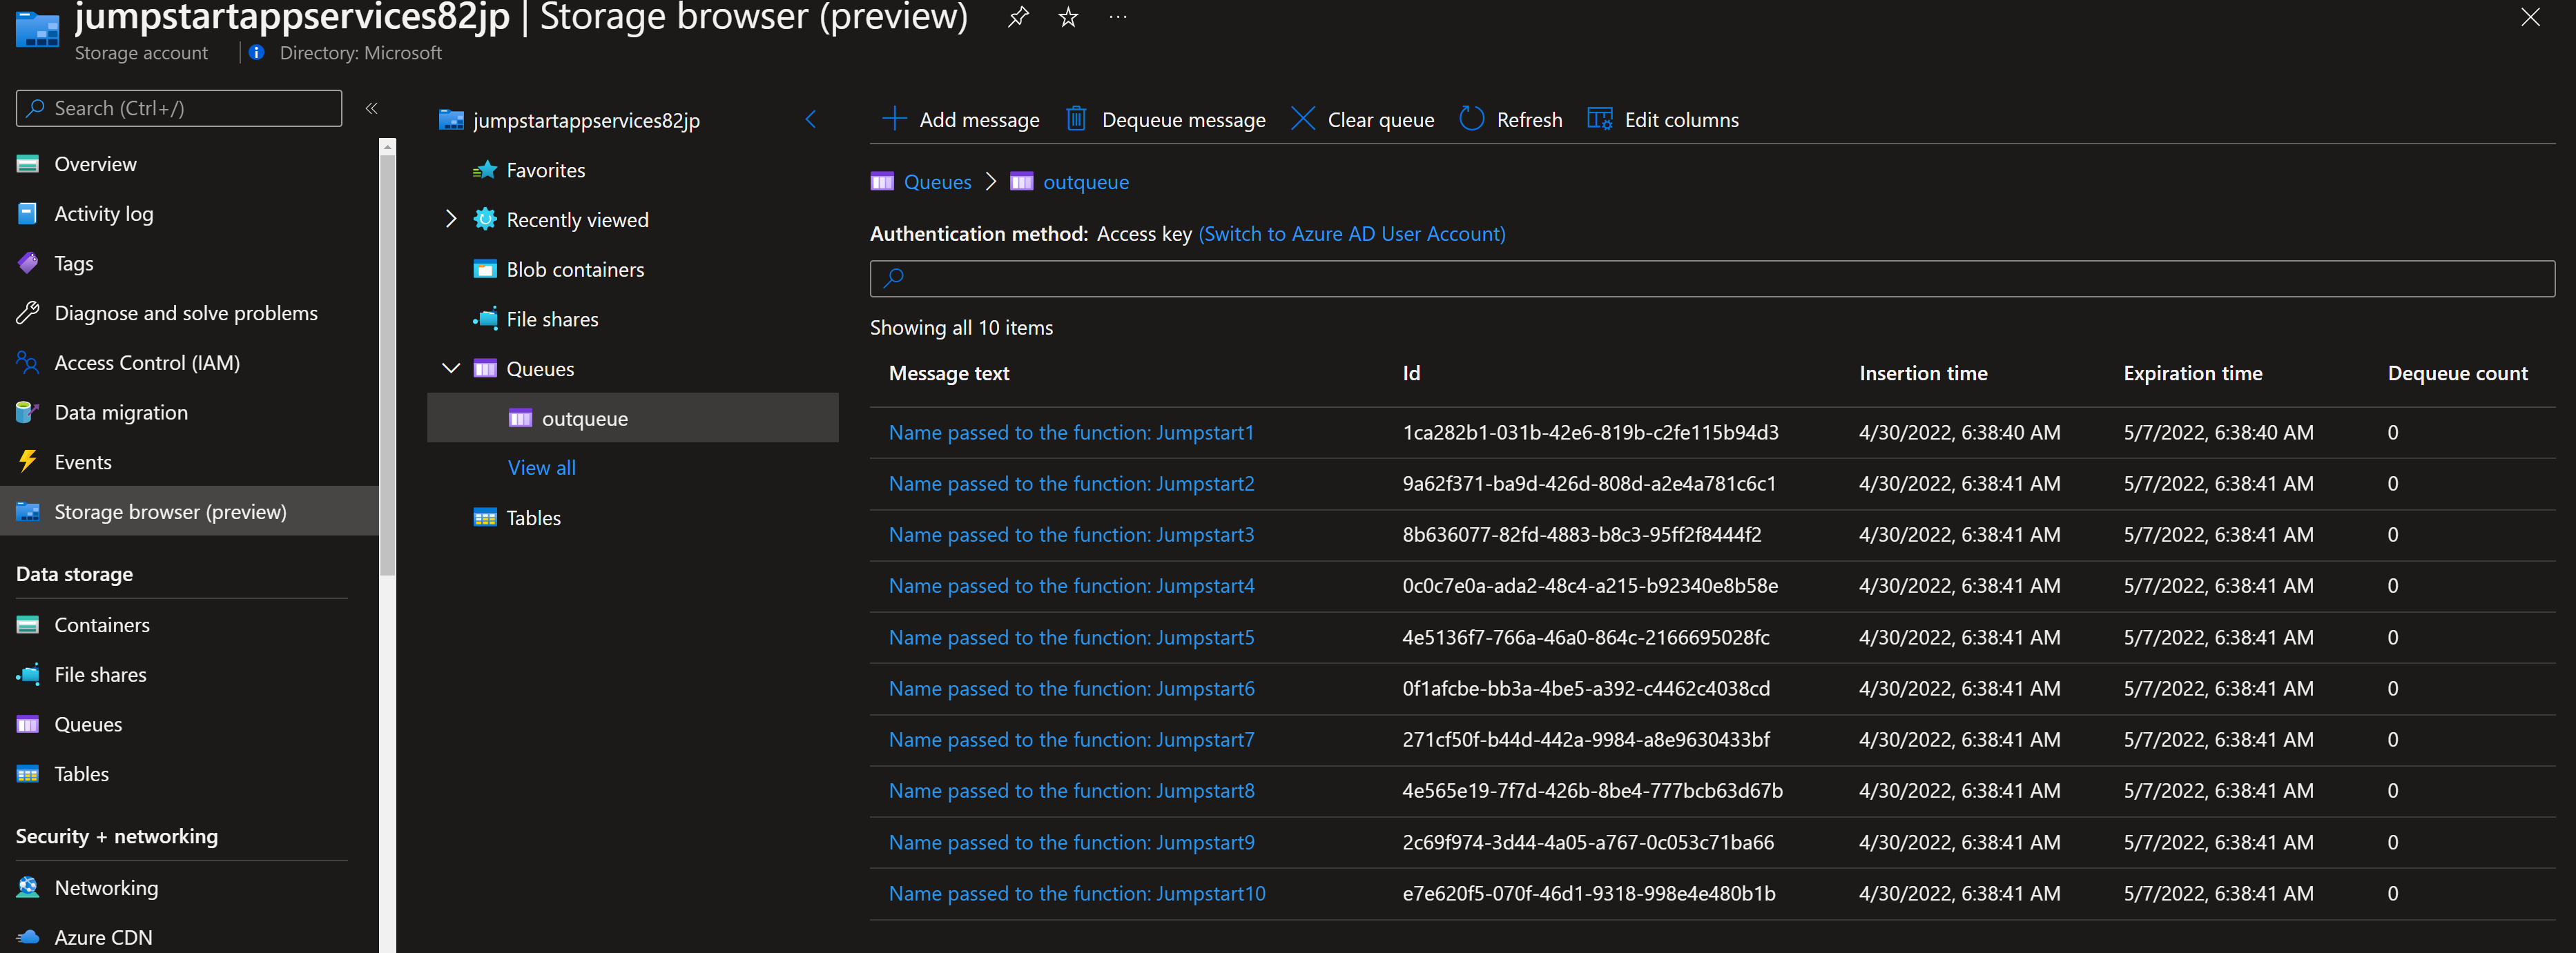 jumpstartappservices82jp | Storage browser (preview) ...
Storage account | Directory: Microsoft
Search (Ctrl+/)
Overview
Activity log
Tags
Diagnose and solve problems
Access Control (IAM)
Data migration
Events
Storage browser (preview)
Data storage
Containers
File shares
Queues
Tables
Security + networking
Networking
Azure CDN
jumpstartappservices82jp
Favorites
Recently viewed
Blob containers
File shares
Queues
outqueue
View all
Tables
Add message Dequeue message Clear queue Refresh Edit columns
Queues > outqueue
Authentication method: Access key (Switch to Azure AD User Account)
Showing all 10 items
Message text Id Insertion time Expiration time Dequeue count
Name passed to the function: Jumpstart1 1ca282b1-031b-42e6-819b-c2fe115b94d3 4/30/2022, 6:38:40 AM 5/7/2022, 6:38:40 AM 0
Name passed to the function: Jumpstart2 9a62f371-ba9d-426d-808d-a2e4a781c6c1 4/30/2022, 6:38:41 AM 5/7/2022, 6:38:41 AM 0
Name passed to the function: Jumpstart3 8b636077-82fd-4883-b8c3-95ff2f8444f2 4/30/2022, 6:38:41 AM 5/7/2022, 6:38:41 AM 0
Name passed to the function: Jumpstart4 0c0c7e0a-ada2-48c4-a215-b92340e8b58e 4/30/2022, 6:38:41 AM 5/7/2022, 6:38:41 AM 0
Name passed to the function: Jumpstart5 4e5136f7-766a-46a0-864c-2166695028fc 4/30/2022, 6:38:41 AM 5/7/2022, 6:38:41 AM 0
Name passed to the function: Jumpstart6 0f1afcbe-bb3a-4be5-a392-c4462c4038cd 4/30/2022, 6:38:41 AM 5/7/2022, 6:38:41 AM 0
Name passed to the function: Jumpstart7 271cf50f-b44d-442a-9984-a8e9630433bf 4/30/2022, 6:38:41 AM 5/7/2022, 6:38:41 AM 0
Name passed to the function: Jumpstart8 4e565e19-7f7d-426b-8be4-777bcb63d67b 4/30/2022, 6:38:41 AM 5/7/2022, 6:38:41 AM 0
Name passed to the function: Jumpstart9 2c69f974-3d44-4a05-a767-0c053c71ba66 4/30/2022, 6:38:41 AM 5/7/2022, 6:38:41 AM 0
Name passed to the function: Jumpstart10 e7e620f5-070f-46d1-9318-998e4e480b1b 4/30/2022, 6:38:41 AM 5/7/2022, 6:38:41 AM 0